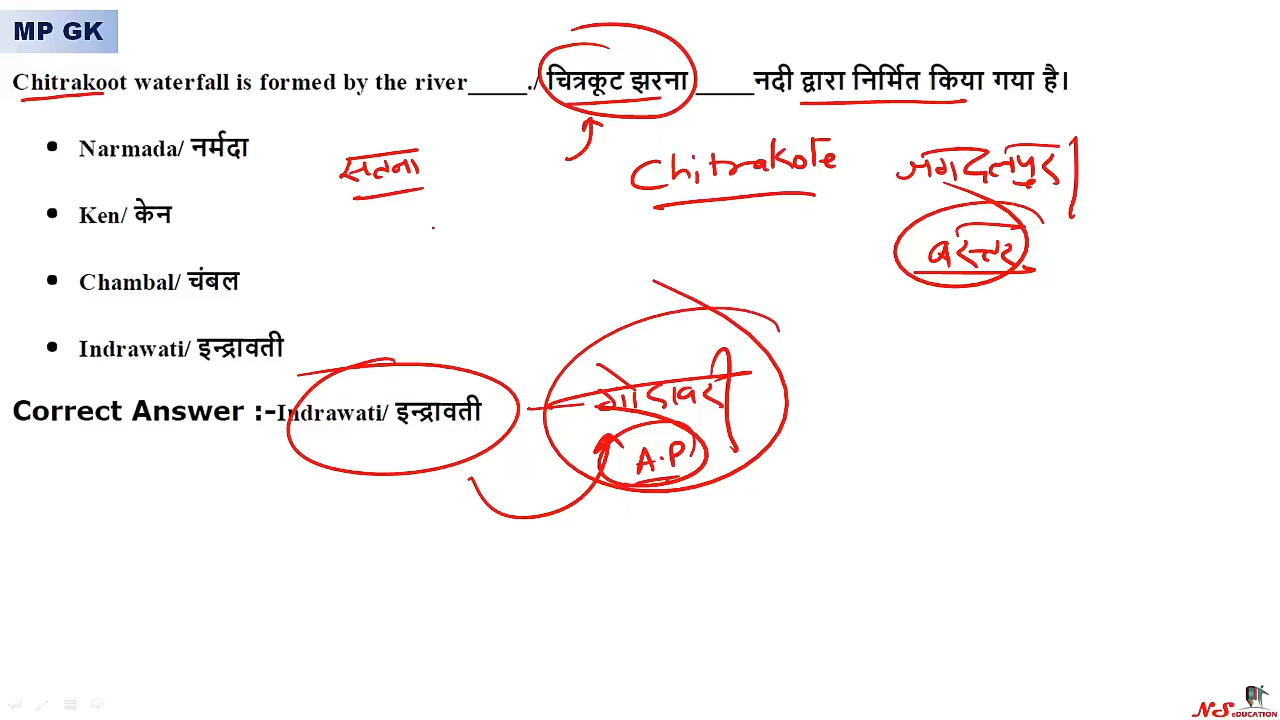 MP GK
Chitrakoot waterfall is formed by the river_____./ चित्रकूट झरना _____नदी द्वारा निर्मित किया गया है।
• Narmada/ नर्मदा
सतना
Chitrakote
जगदलपुर
• Ken/ केन
बस्तर
• Chambal/ चंबल
• Indrawati/ इन्द्रावती
Correct Answer :-Indrawati/ इन्द्रावती
गोदावरी
A.P
NS eDUCATION